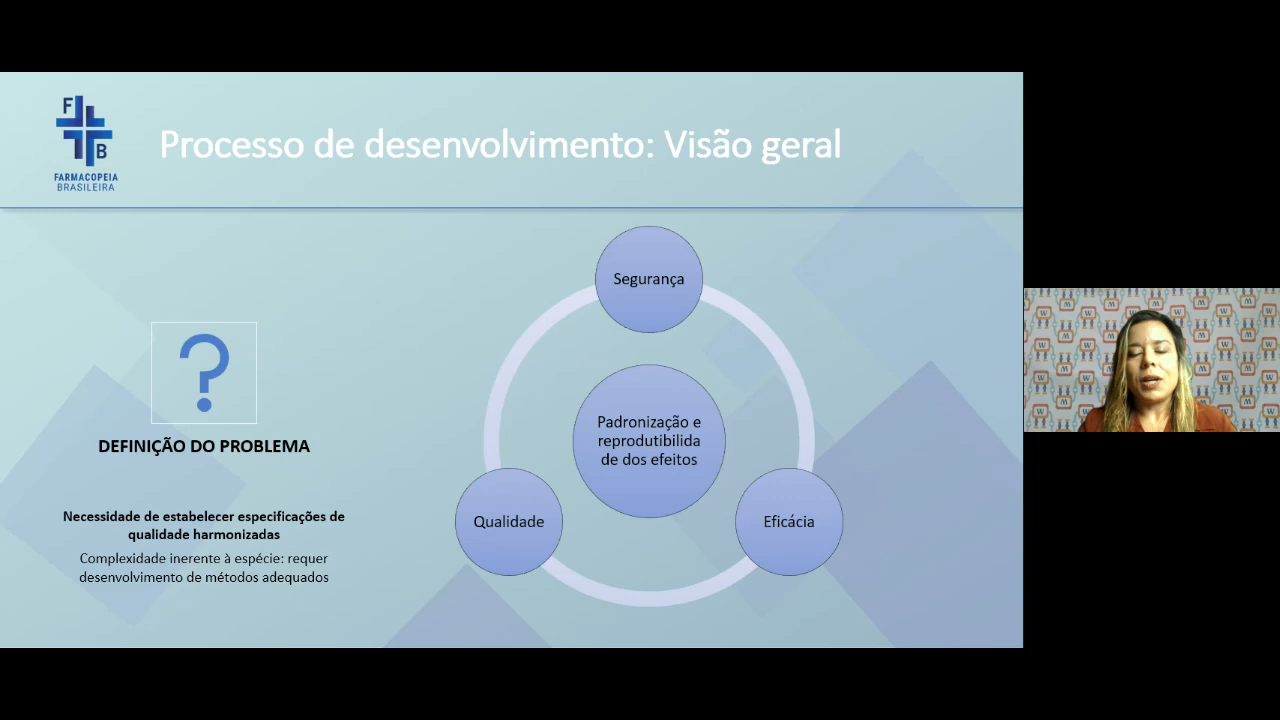 F
B
FARMACOPEIA
BRASILEIRA
Processo de desenvolvimento: Visão geral
DEFINIÇÃO DO PROBLEMA
Necessidade de estabelecer especificações de
qualidade harmonizadas
Complexidade inerente à espécie: requer
desenvolvimento de métodos adequados
Segurança
Padronização e
reprodutibilida
de dos efeitos
Qualidade
Eficácia